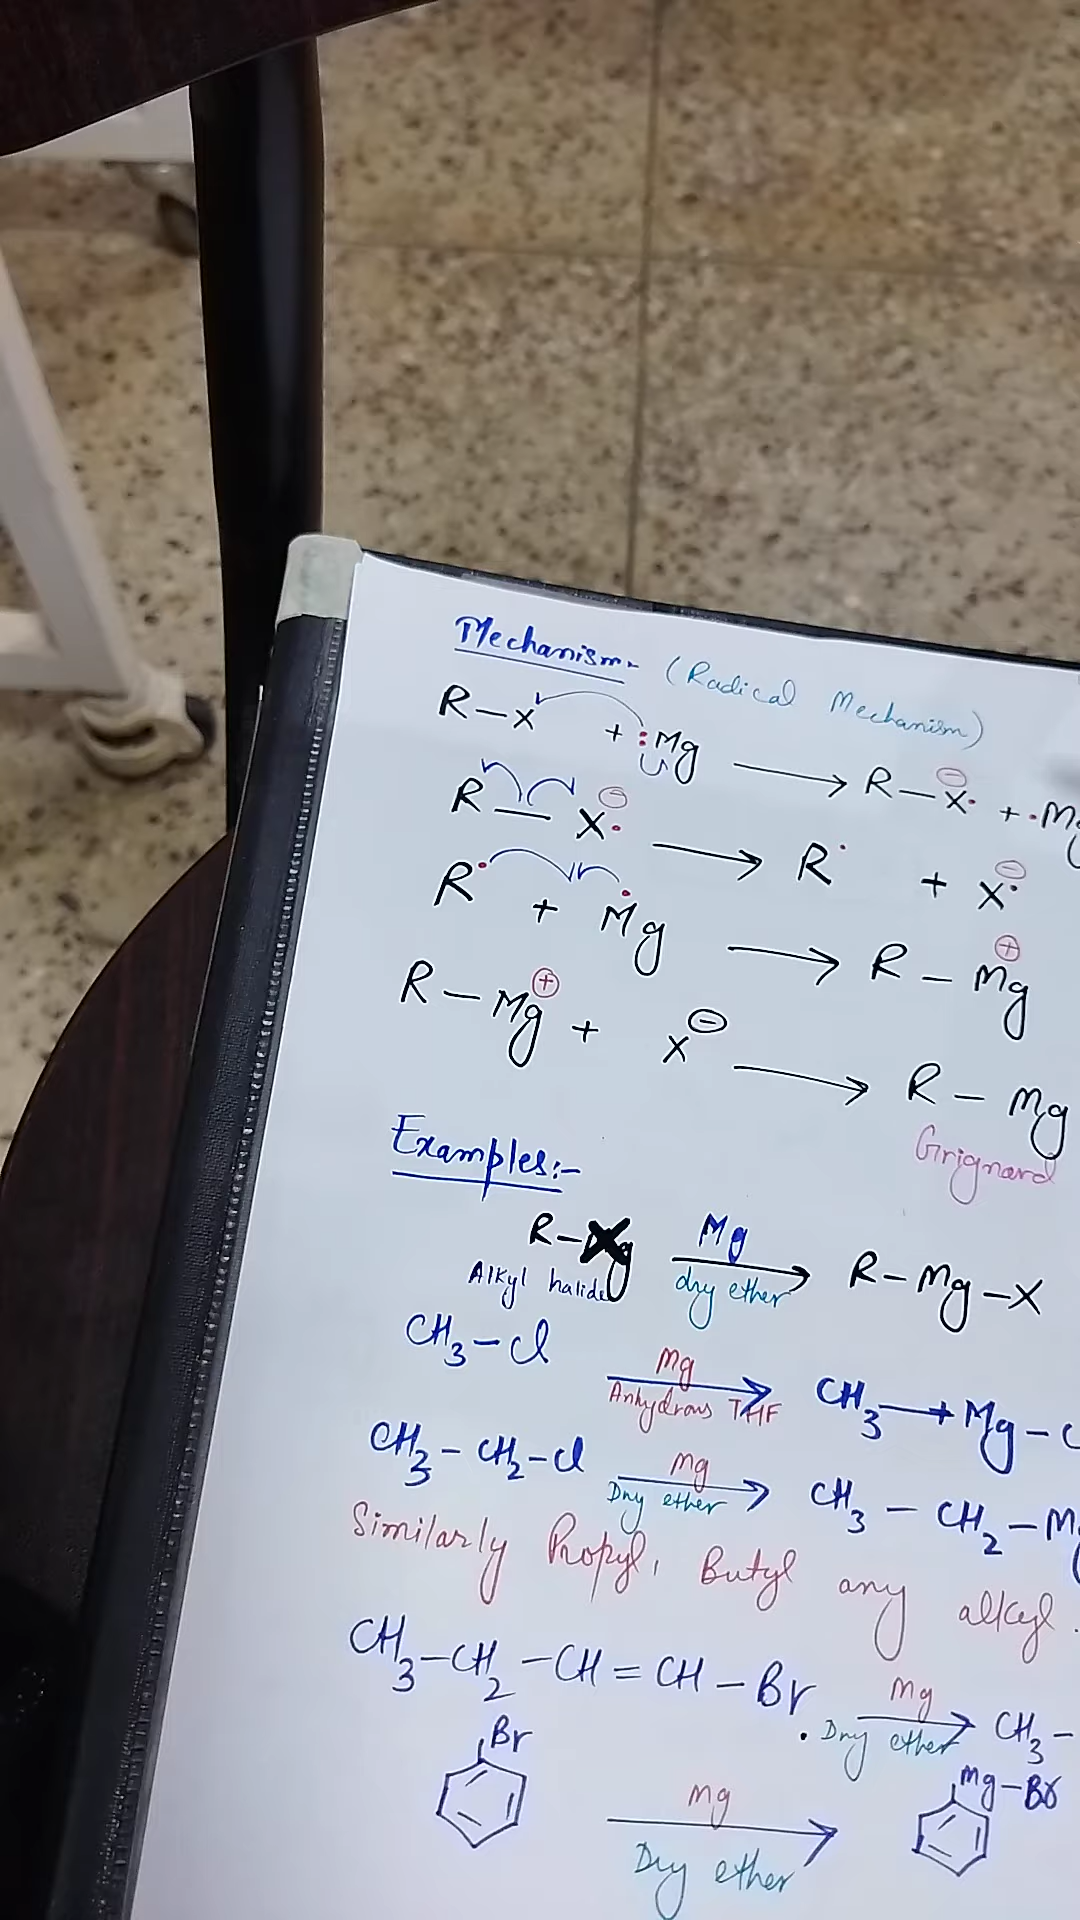 Mechanism- (Radical Mechanism)
R-X + :Mg → R-X⊖. + .Mg
R-X⊖. → R. + X⊖:
R. + .Mg → R-Mg⊕
R-Mg⊕ + X⊖ → R-Mg
Grignard
Examples:-
R-X Mg → R-Mg-X
Alkyl halide dry ether
CH3-Cl Mg → CH3-Mg-C
Anhydrous THF
CH3-CH2-Cl Mg → CH3-CH2-Mg
Dry ether
Similarly Propyl, Butyl any alkyl.
CH3-CH2-CH=CH-Br Mg → CH3-
Dry ether
Br Mg → Mg-Br
Dry ether